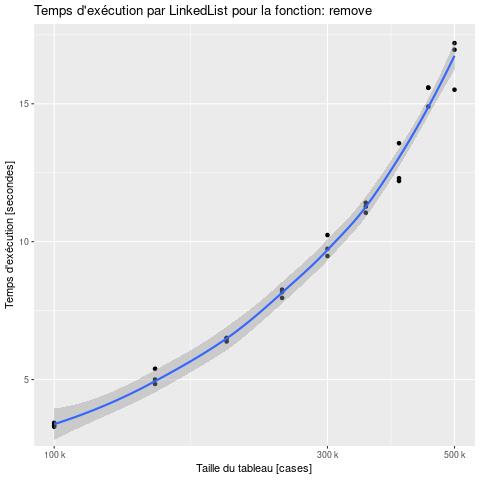 Temps d'exécution par LinkedList pour la fonction: remove
Temps d'exécution [secondes]
15
10
5
100 k
300 k
500 k
Taille du tableau [cases]